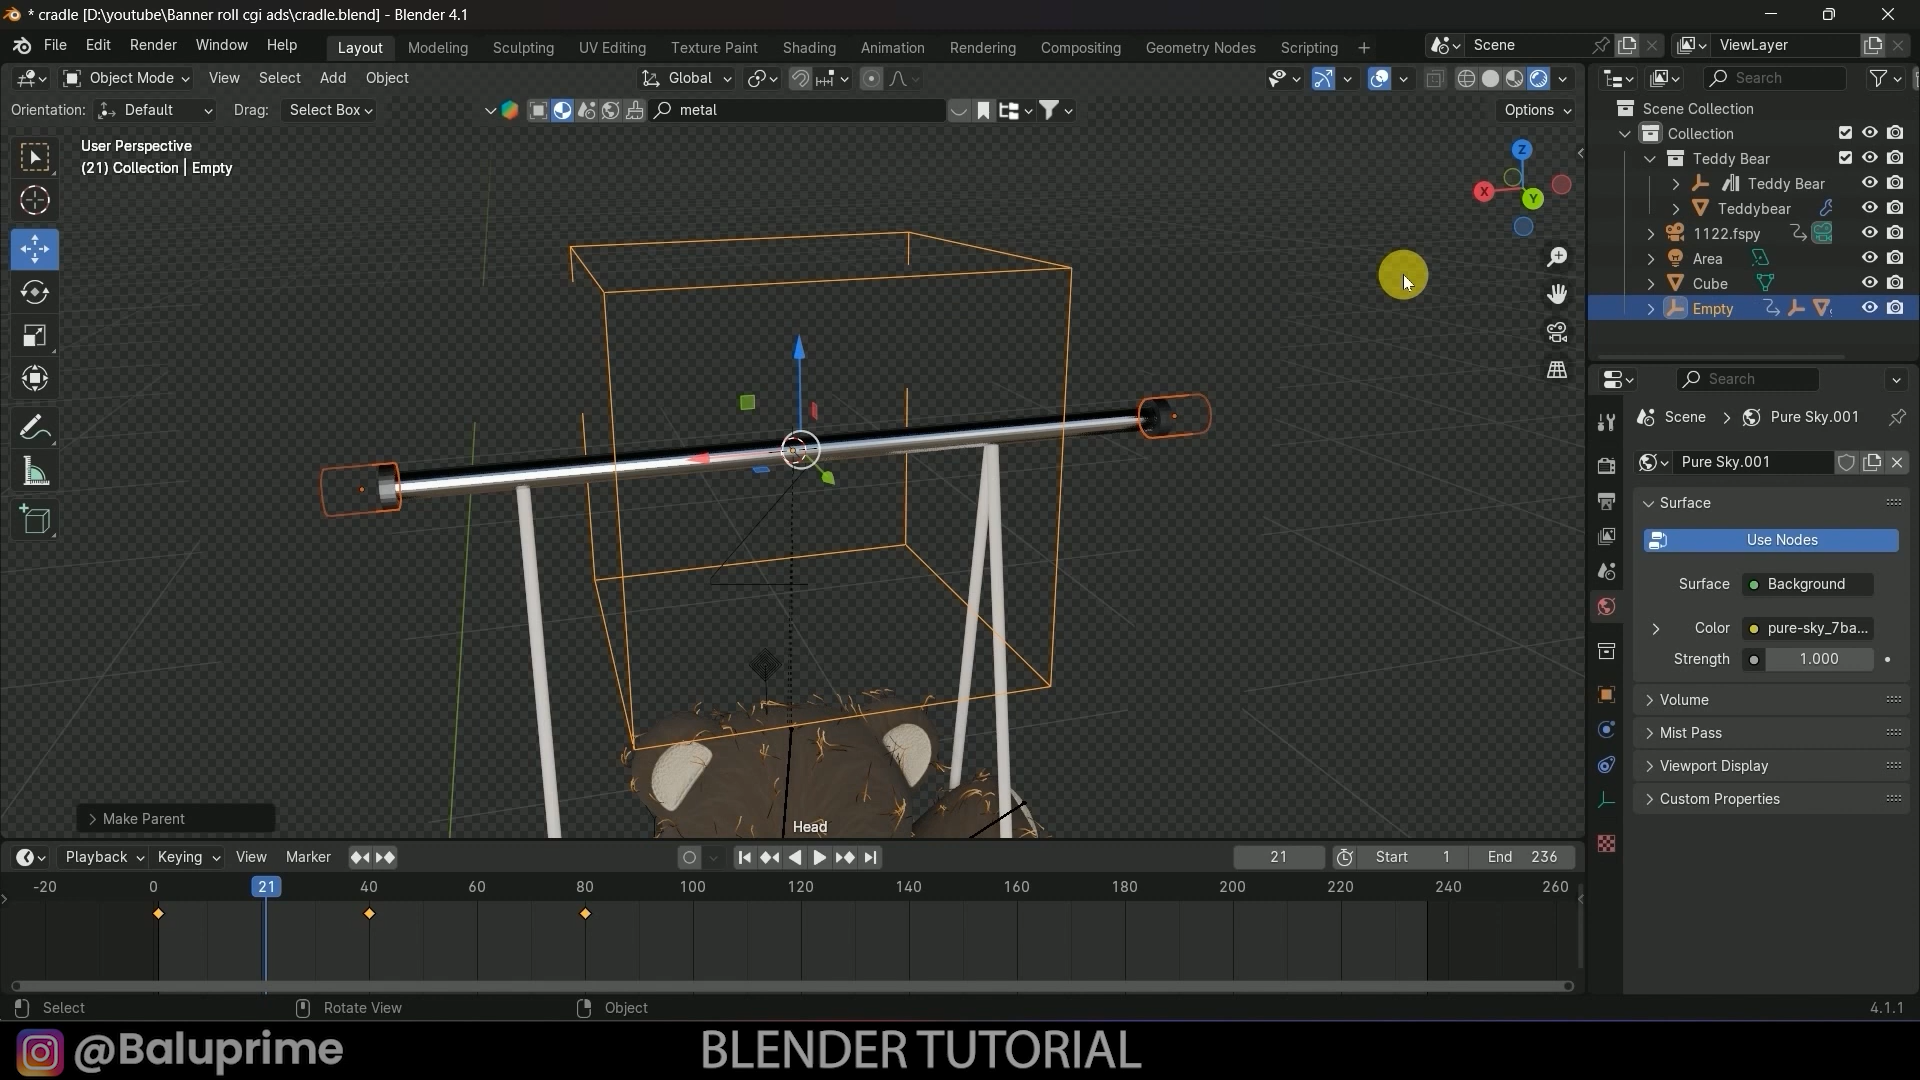 * cradle [D:\youtube\Banner roll cgi ads\cradle.blend] - Blender 4.1
File Edit Render Window Help Layout Modeling Sculpting UV Editing Texture Paint Shading Animation Rendering Compositing Geometry Nodes Scripting + Scene ViewLayer
Object Mode View Select Add Object Global Search
Orientation: Default Drag: Select Box metal Options
User Perspective
(21) Collection | Empty
Scene Collection
Collection
Teddy Bear
Teddy Bear
Teddybear
1122.fspy
Area
Cube
Empty
Z
X
Y
Search
Scene > Pure Sky.001
Pure Sky.001
Surface
Use Nodes
Surface Background
Color pure-sky_7ba...
Strength 1.000
Volume
Mist Pass
Viewport Display
Custom Properties
Make Parent
Head
Playback Keying View Marker 21 Start 1 End 236
-20 0 21 40 60 80 100 120 140 160 180 200 220 240 260
Select Rotate View Object 4.1.1
@Baluprime BLENDER TUTORIAL